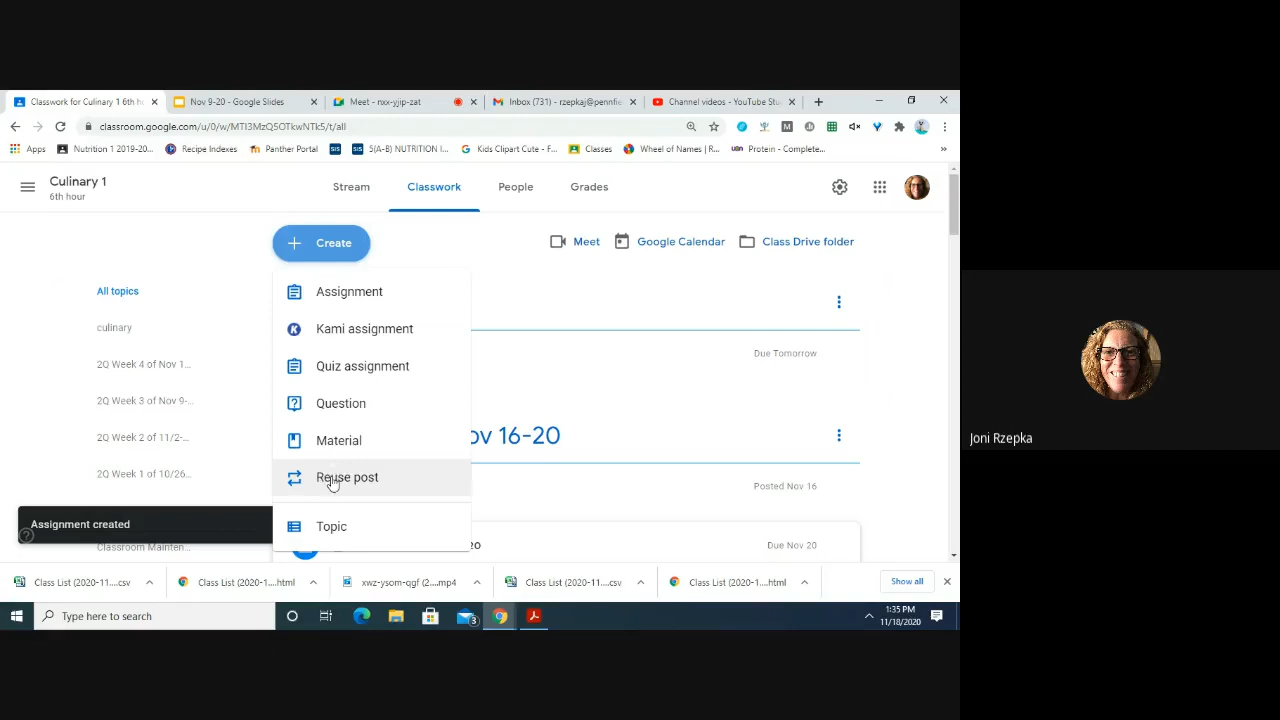 Classwork for Culinary 1 6th h
Nov 9-20 - Google Slides
Meet - nxx-yjip-zat
Inbox (731) - rzepkaj@pennfie
Channel videos - YouTube Stu
classroom.google.com/u/0/w/MTI3MzQ5OTkwNTk5/t/all
Apps
Nutrition 1 2019-20...
Recipe Indexes
Panther Portal
SIS
SIS
5(A-B) NUTRITION I...
Kids Clipart Cute - F...
Classes
Wheel of Names | R...
Protein - Complete...
Culinary 1
6th hour
Stream
Classwork
People
Grades
Create
Meet
Google Calendar
Class Drive folder
All topics
culinary
2Q Week 4 of Nov 1...
2Q Week 3 of Nov 9-...
2Q Week 2 of 11/2-...
2Q Week 1 of 10/26...
Classroom Mainten...
Assignment
Kami assignment
Quiz assignment
Question
Material
Reuse post
Topic
Due Tomorrow
ov 16-20
Posted Nov 16
20
Due Nov 20
Assignment created
Class List (2020-11....csv
Class List (2020-1....html
xwz-ysom-qgf (2....mp4
Class List (2020-11....csv
Class List (2020-1....html
Show all
Type here to search
3
1:35 PM
11/18/2020
Joni Rzepka